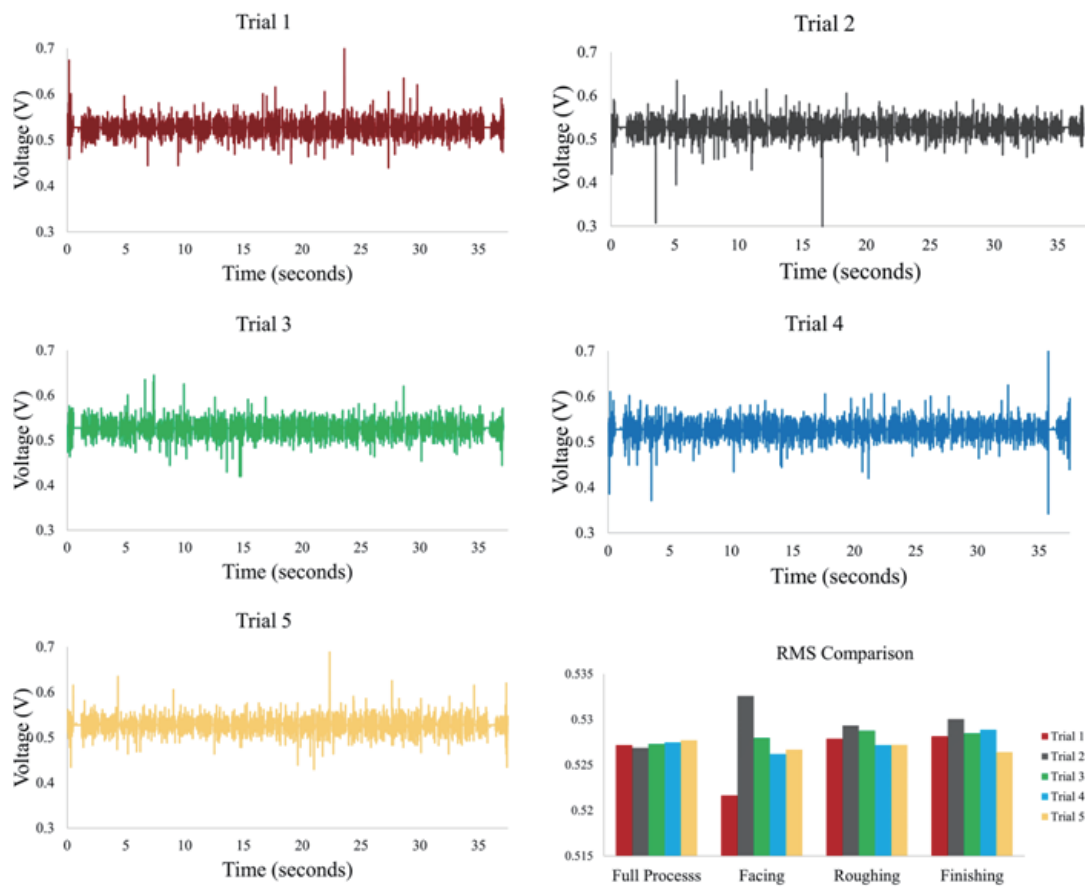 Trial 1
Voltage (V)
0.7
0.6
0.5
0.4
0.3
0 5 10 15 20 25 30 35
Time (seconds)
Trial 2
Voltage (V)
0.7
0.6
0.5
0.4
0.3
0 5 10 15 20 25 30 35
Time (seconds)
Trial 3
Voltage (V)
0.7
0.6
0.5
0.4
0.3
0 5 10 15 20 25 30 35
Time (seconds)
Trial 4
Voltage (V)
0.7
0.6
0.5
0.4
0.3
0 5 10 15 20 25 30 35
Time (seconds)
Trial 5
Voltage (V)
0.7
0.6
0.5
0.4
0.3
0 5 10 15 20 25 30 35
Time (seconds)
RMS Comparison
0.535
0.53
0.525
0.52
0.515
Full Processs Facing Roughing Finishing
Trial 1
Trial 2
Trial 3
Trial 4
Trial 5